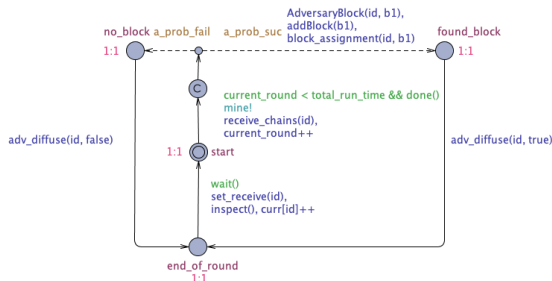 AdversaryBlock(id, b1),
no_block a_prob_fail a_prob_suc addBlock(b1), found_block
block_assignment(id, b1)
1:1 1:1
C
current_round < total_run_time && done()
mine!
receive_chains(id),
current_round++
adv_diffuse(id, false) adv_diffuse(id, true)
1:1 start
wait()
set_receive(id),
inspect(), curr[id]++
end_of_round
1:1